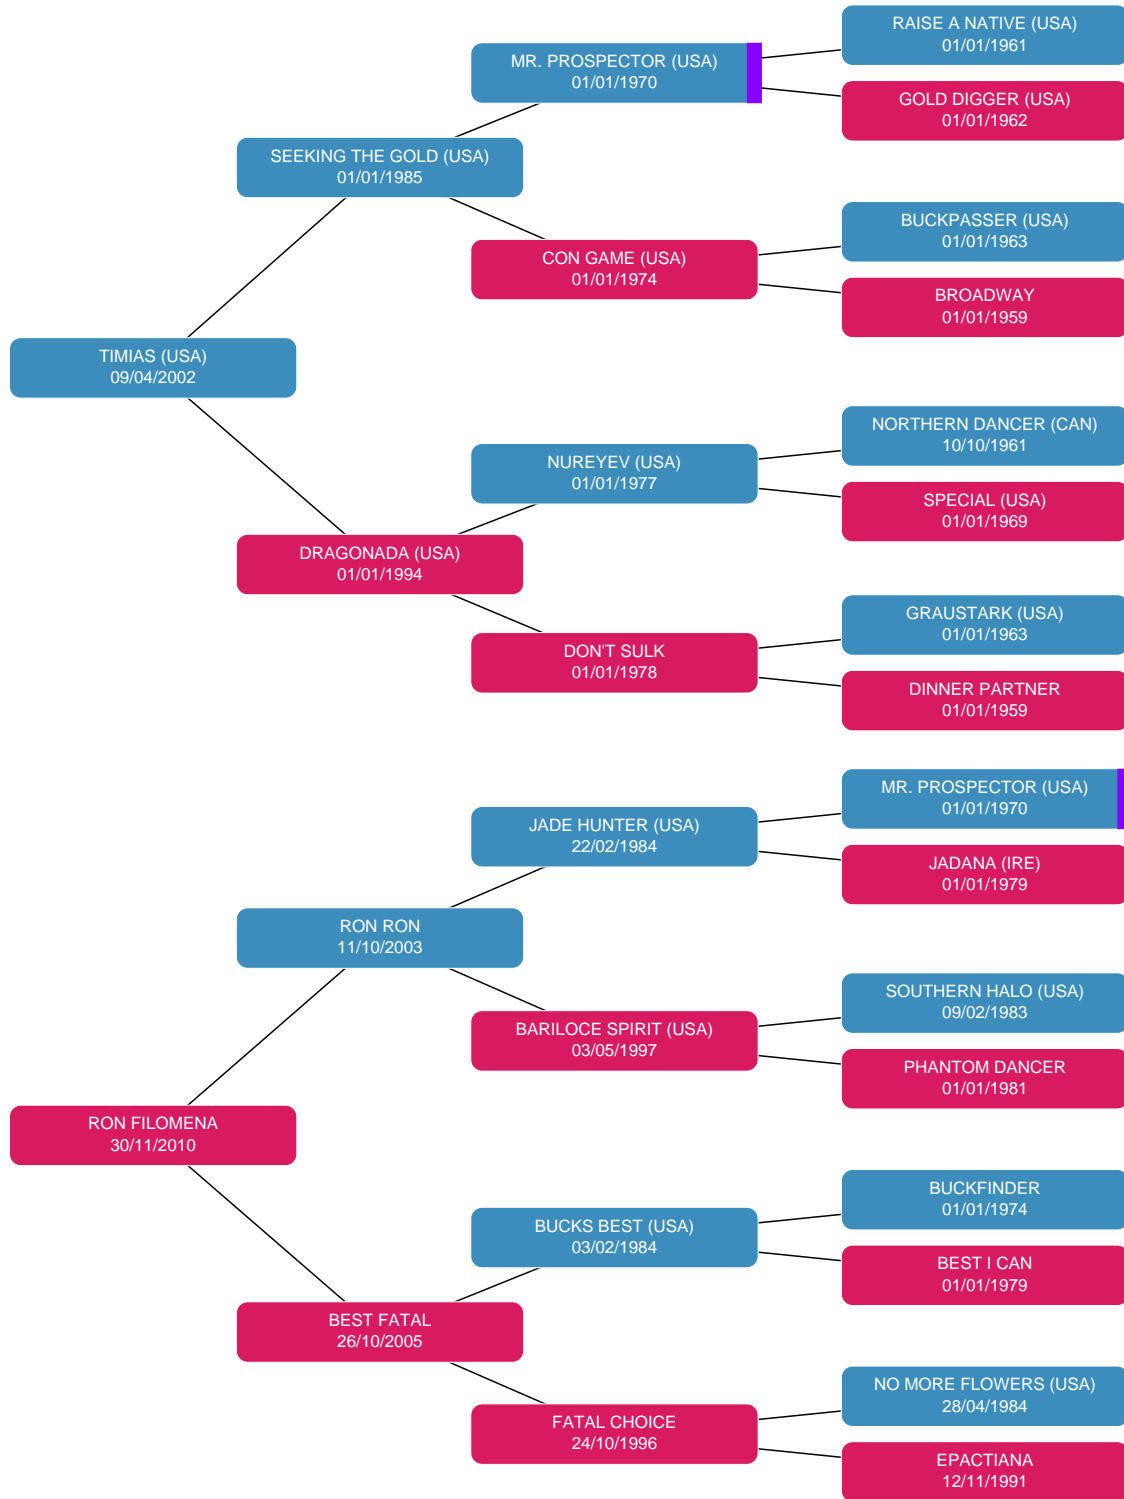 RAISE A NATIVE (USA)
01/01/1961
MR. PROSPECTOR (USA)
01/01/1970
GOLD DIGGER (USA)
01/01/1962
SEEKING THE GOLD (USA)
01/01/1985
BUCKPASSER (USA)
01/01/1963
CON GAME (USA)
01/01/1974
BROADWAY
01/01/1959
TIMIAS (USA)
09/04/2002
NORTHERN DANCER (CAN)
10/10/1961
NUREYEV (USA)
01/01/1977
SPECIAL (USA)
01/01/1969
DRAGONADA (USA)
01/01/1994
GRAUSTARK (USA)
01/01/1963
DON'T SULK
01/01/1978
DINNER PARTNER
01/01/1959
MR. PROSPECTOR (USA)
01/01/1970
JADE HUNTER (USA)
22/02/1984
JADANA (IRE)
01/01/1979
RON RON
11/10/2003
SOUTHERN HALO (USA)
09/02/1983
BARILOCE SPIRIT (USA)
03/05/1997
PHANTOM DANCER
01/01/1981
RON FILOMENA
30/11/2010
BUCKFINDER
01/01/1974
BUCKS BEST (USA)
03/02/1984
BEST I CAN
01/01/1979
BEST FATAL
26/10/2005
NO MORE FLOWERS (USA)
28/04/1984
FATAL CHOICE
24/10/1996
EPACTIANA
12/11/1991